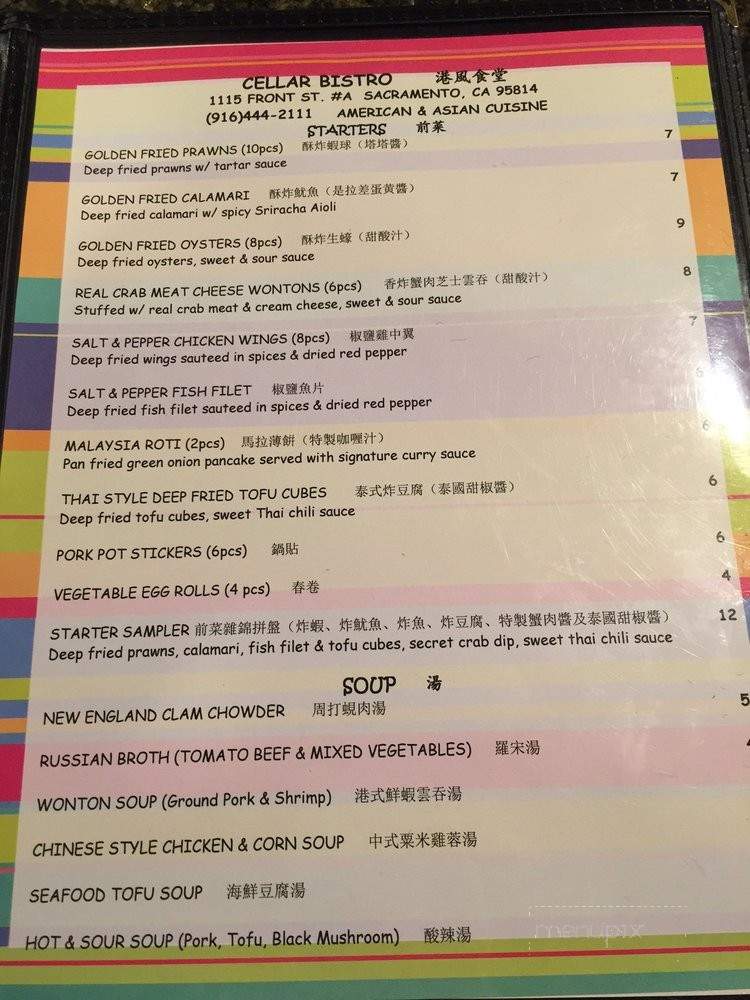 CELLAR BISTRO 港風食堂
1115 FRONT ST. #A SACRAMENTO, CA 95814
(916)444-2111 AMERICAN & ASIAN CUISINE
STARTERS 前菜
GOLDEN FRIED PRAWNS (10pcs) 酥炸蝦球（塔塔醬） 7
Deep fried prawns w/ tartar sauce
GOLDEN FRIED CALAMARI 酥炸魷魚（是拉差蛋黃醬） 7
Deep fried calamari w/ spicy Sriracha Aioli
GOLDEN FRIED OYSTERS (8pcs) 酥炸生蠔（甜酸汁） 9
Deep fried oysters, sweet & sour sauce
REAL CRAB MEAT CHEESE WONTONS (6pcs) 香炸蟹肉芝士雲吞（甜酸汁） 8
Stuffed w/ real crab meat & cream cheese, sweet & sour sauce
SALT & PEPPER CHICKEN WINGS (8pcs) 椒鹽雞中翼 7
Deep fried wings sauteed in spices & dried red pepper
SALT & PEPPER FISH FILET 椒鹽魚片 6
Deep fried fish filet sauteed in spices & dried red pepper
MALAYSIA ROTI (2pcs) 馬拉薄餅（特製咖喱汁） 6
Pan fried green onion pancake served with signature curry sauce
THAI STYLE DEEP FRIED TOFU CUBES 泰式炸豆腐（泰國甜椒醬） 6
Deep fried tofu cubes, sweet Thai chili sauce
PORK POT STICKERS (6pcs) 鍋貼 6
VEGETABLE EGG ROLLS (4 pcs) 春卷 4
STARTER SAMPLER 前菜雜錦拼盤（炸蝦、炸魷魚、炸魚、炸豆腐、特製蟹肉醬及泰國甜椒醬） 12
Deep fried prawns, calamari, fish filet & tofu cubes, secret crab dip, sweet thai chili sauce
SOUP 湯
NEW ENGLAND CLAM CHOWDER 周打蜆肉湯 5
RUSSIAN BROTH (TOMATO BEEF & MIXED VEGETABLES) 羅宋湯
WONTON SOUP (Ground Pork & Shrimp) 港式鮮蝦雲吞湯
CHINESE STYLE CHICKEN & CORN SOUP 中式粟米雞蓉湯
SEAFOOD TOFU SOUP 海鮮豆腐湯
HOT & SOUR SOUP (Pork, Tofu, Black Mushroom) 酸辣湯
menupix